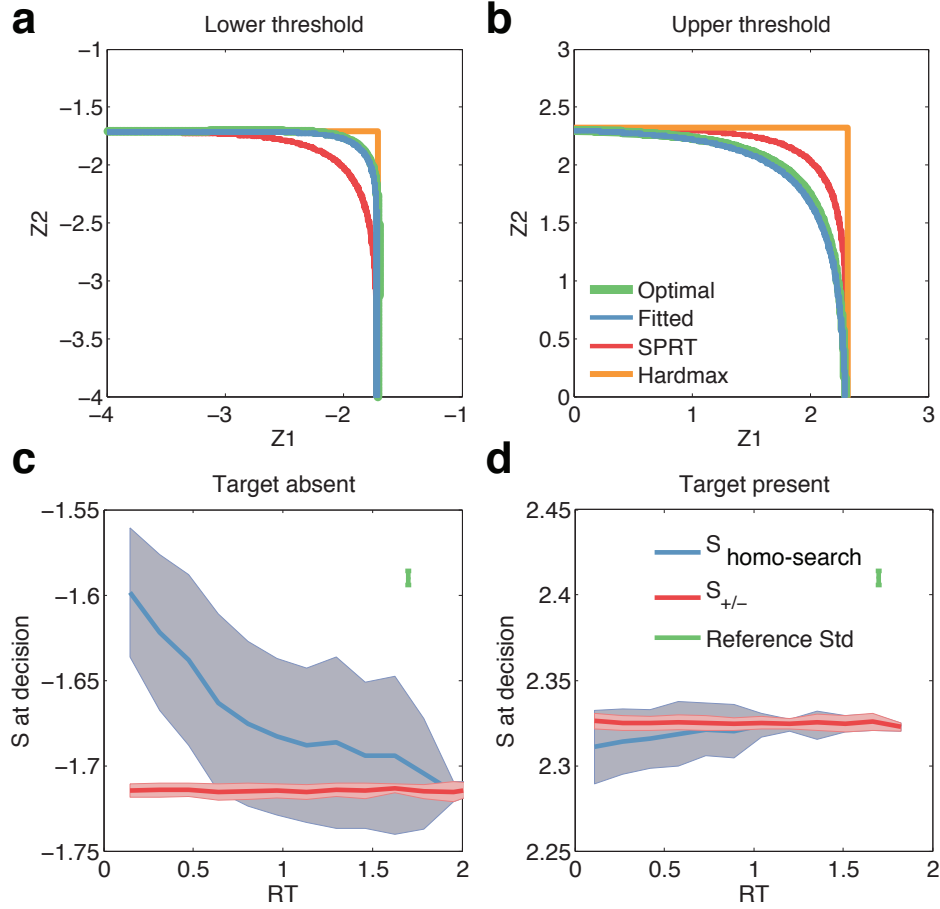 a
Lower threshold
−1
−1.5
−2
−2.5
−3
−3.5
−4
Z2
−4
−3
−2
−1
Z1
b
Upper threshold
3
2.5
2
1.5
1
0.5
0
Z2
Optimal
Fitted
SPRT
Hardmax
0
1
2
3
Z1
c
Target absent
−1.55
−1.6
−1.65
−1.7
−1.75
S at decision
0
0.5
1
1.5
2
RT
d
Target present
2.45
2.4
2.35
2.3
2.25
S at decision
S homo-search
S+/−
Reference Std
0
0.5
1
1.5
2
RT